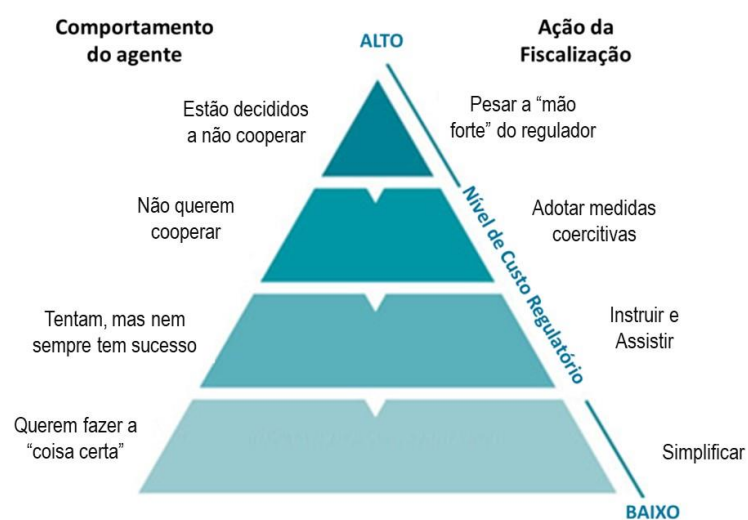 Comportamento
do agente
ALTO
Ação da
Fiscalização
Estão decididos
a não cooperar
Pesar a “mão
forte” do regulador
Não querem
cooperar
Adotar medidas
coercitivas
Nível de Custo Regulatório
Tentam, mas nem
sempre tem sucesso
Instruir e
Assistir
Querem fazer a
“coisa certa”
Simplificar
BAIXO